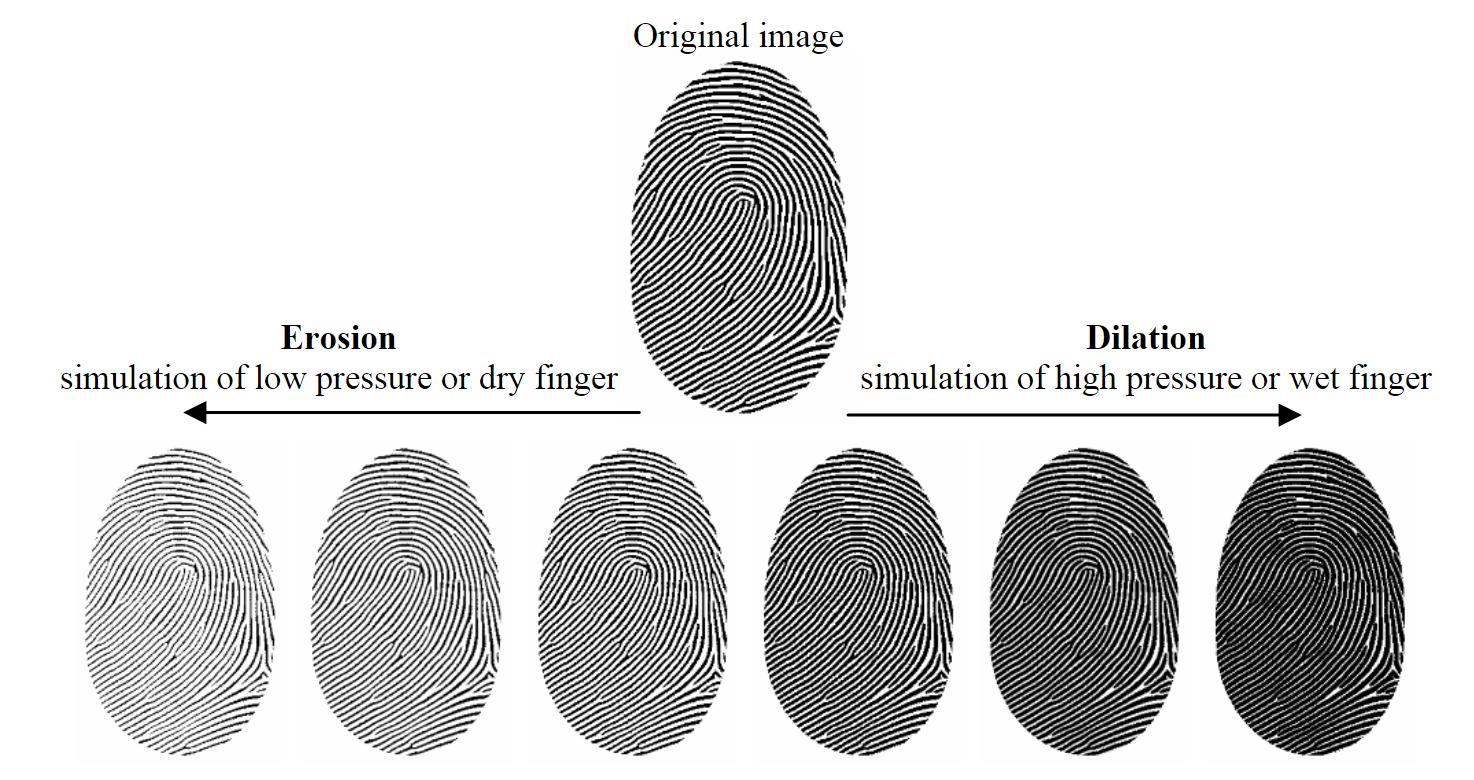 Original image
Erosion
simulation of low pressure or dry finger
Dilation
simulation of high pressure or wet finger